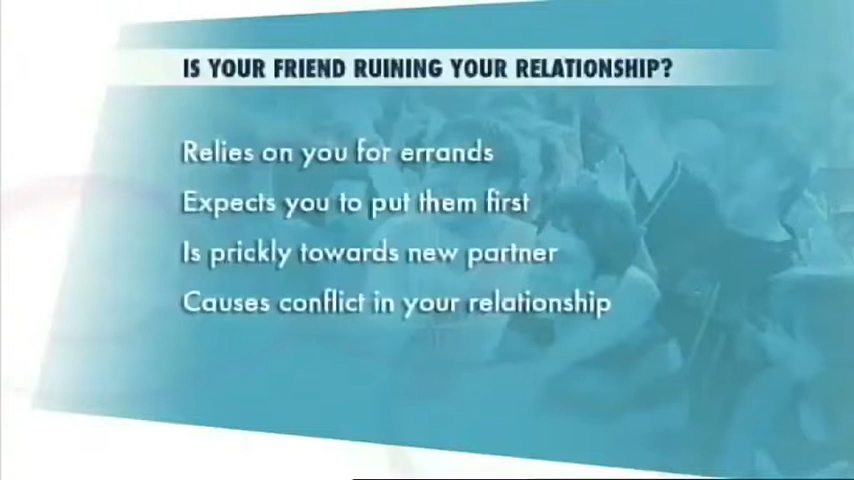 IS YOUR FRIEND RUINING YOUR RELATIONSHIP?
Relies on you for errands
Expects you to put them first
Is prickly towards new partner
Causes conflict in your relationship